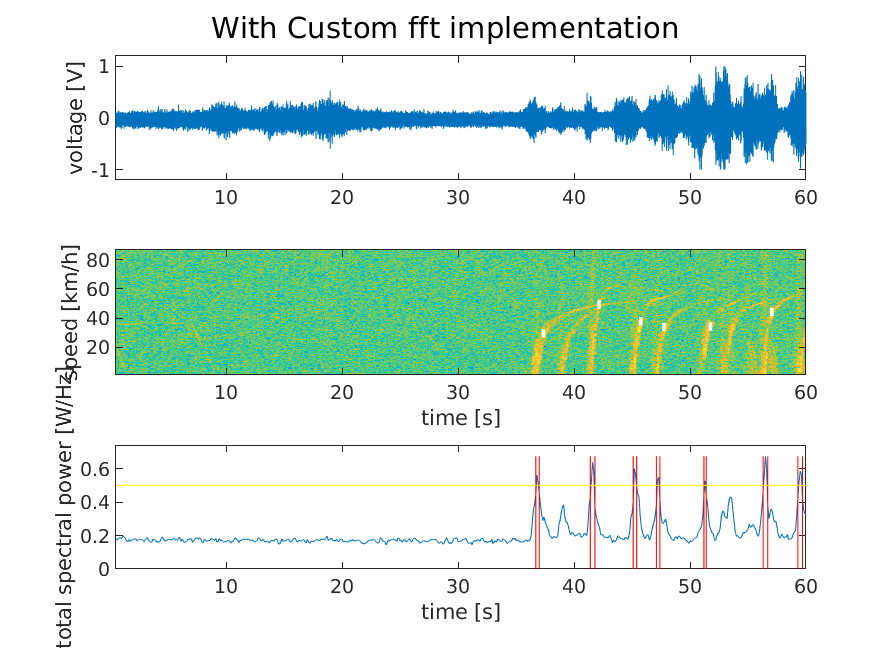 With Custom fft implementation
voltage [V]
1
0
-1
10 20 30 40 50 60
speed [km/h]
80
60
40
20
10 20 30 40 50 60
time [s]
total spectral power [W/Hz]
0.6
0.4
0.2
0
10 20 30 40 50 60
time [s]